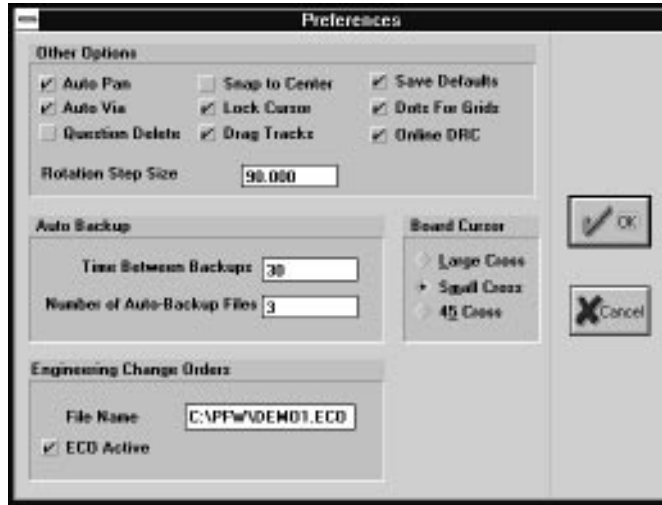 Preferences
Other Options
Auto Pan
Snap to Center
Save Defaults
Auto Via
Lock Cursor
Dots For Grids
Question Delete
Drag Tracks
Online DRC
Rotation Step Size
90.000
Auto Backup
Time Between Backups
30
Number of Auto-Backup Files
3
Board Cursor
Large Cross
Small Cross
45 Cross
OK
Cancel
Engineering Change Orders
File Name
C:\PFW\DEMO1.ECO
ECO Active